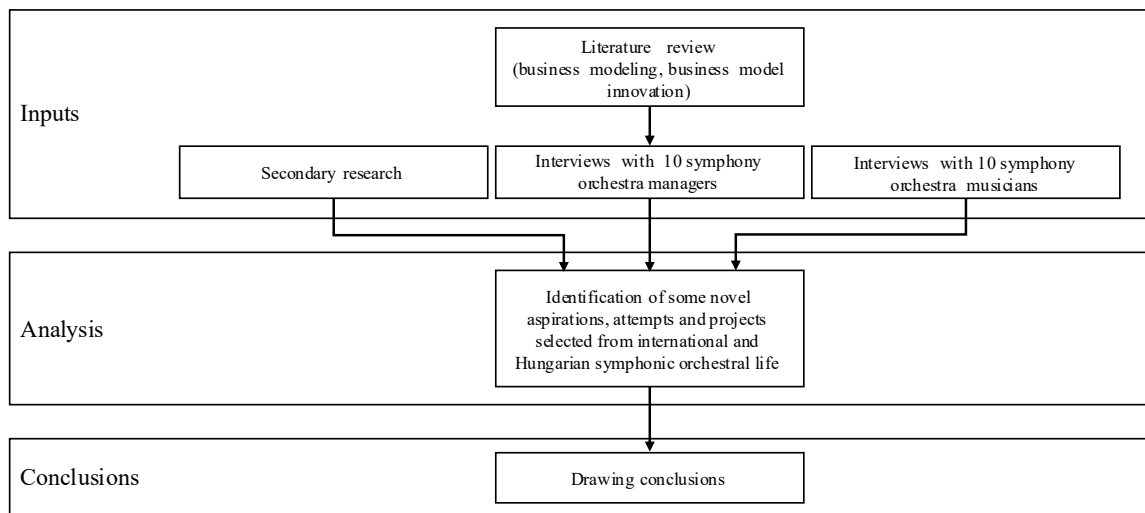 Literature review
(business modeling, business model
innovation)
Inputs
Secondary research
Interviews with 10 symphony
orchestra managers
Interviews with 10 symphony
orchestra musicians
Analysis
Identification of some novel
aspirations, attempts and projects
selected from international and
Hungarian symphonic orchestral life
Conclusions
Drawing conclusions